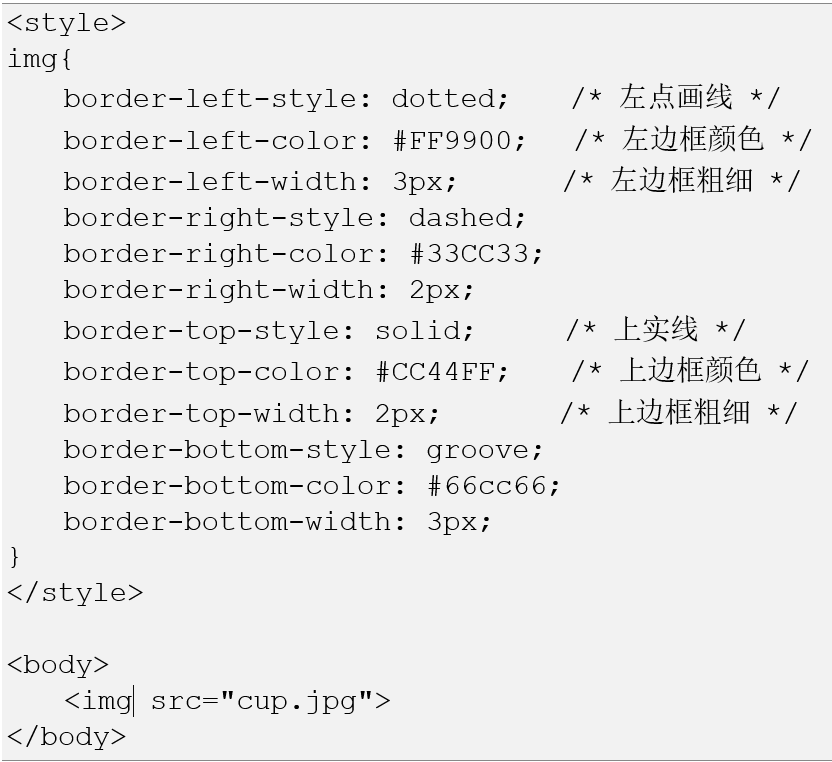 <style>
img{
border-left-style: dotted; /* 左点画线 */
border-left-color: #FF9900; /* 左边框颜色 */
border-left-width: 3px; /* 左边框粗细 */
border-right-style: dashed;
border-right-color: #33CC33;
border-right-width: 2px;
border-top-style: solid; /* 上实线 */
border-top-color: #CC44FF; /* 上边框颜色 */
border-top-width: 2px; /* 上边框粗细 */
border-bottom-style: groove;
border-bottom-color: #66cc66;
border-bottom-width: 3px;
}
</style>
<body>
<img src="cup.jpg">
</body>